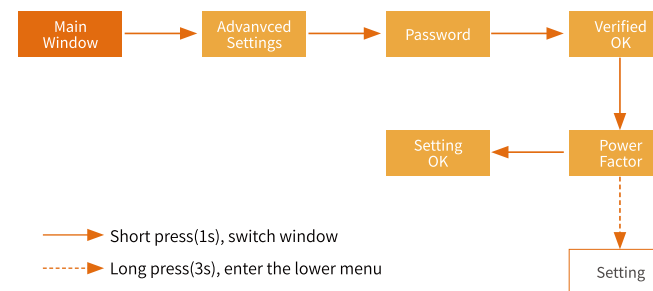 Main
Window
Advanvced
Settings
Password
Verified
OK
Setting
OK
Power
Factor
Short press(1s), switch window
Long press(3s), enter the lower menu
Setting